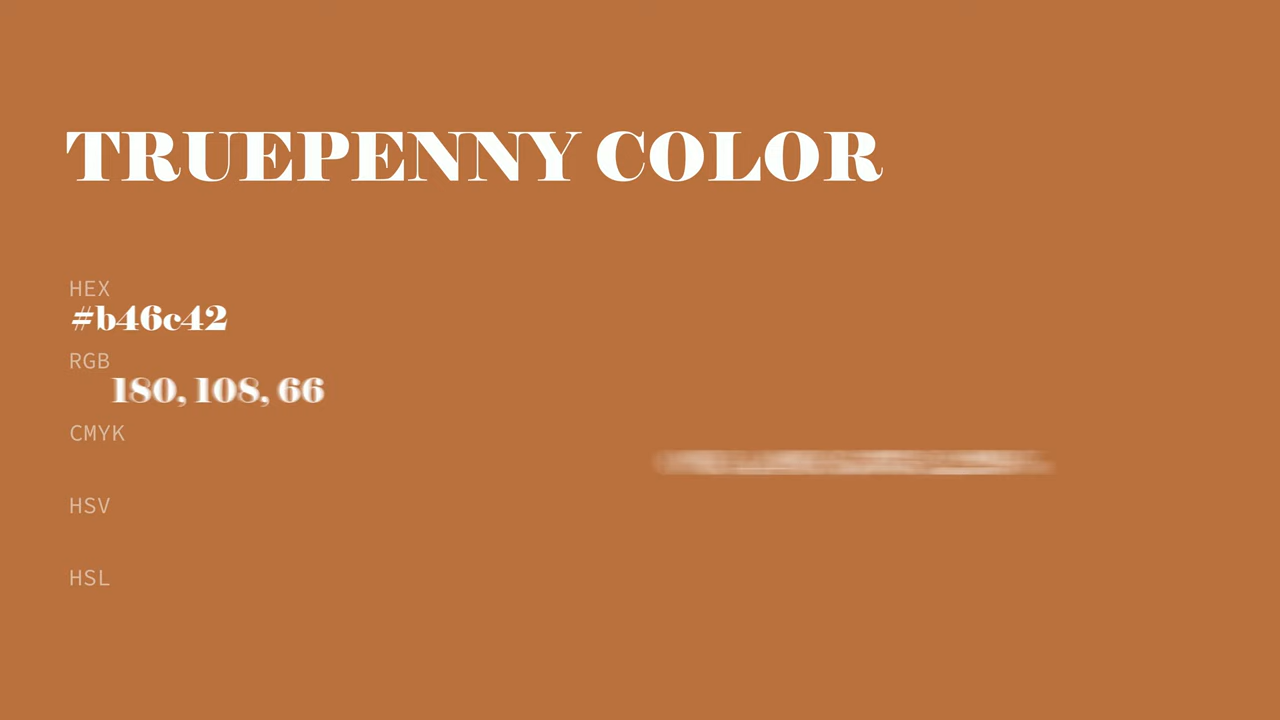 TRUEPENNY COLOR
HEX
#b46c42
RGB
180, 108, 66
CMYK
HSV
HSL